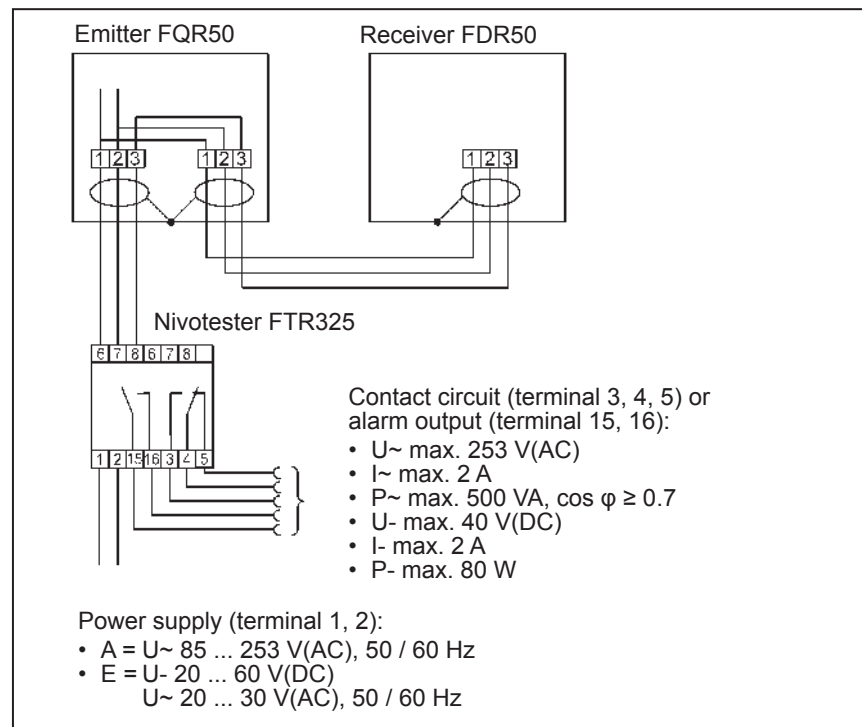 Emitter FQR50
Receiver FDR50
1 2 3
1 2 3
1 2 3
Nivotester FTR325
6 7 8 6 7 8
1 2 15 16 3 4 5
Contact circuit (terminal 3, 4, 5) or
alarm output (terminal 15, 16):
• U~ max. 253 V(AC)
• I~ max. 2 A
• P~ max. 500 VA, cos φ ≥ 0.7
• U- max. 40 V(DC)
• I- max. 2 A
• P- max. 80 W
Power supply (terminal 1, 2):
• A = U~ 85 ... 253 V(AC), 50 / 60 Hz
• E = U- 20 ... 60 V(DC)
U~ 20 ... 30 V(AC), 50 / 60 Hz